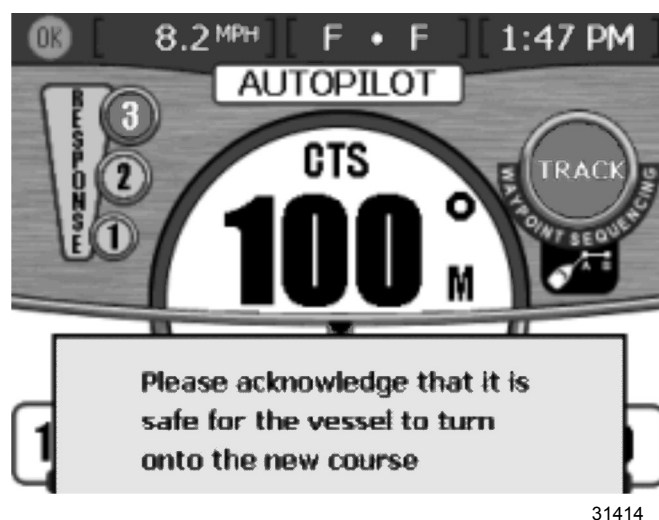 OK 8.2 MPH F • F 1:47 PM
AUTOPILOT
RESPONSE
3
2
1
CTS
100°
M
TRACK
WAYPOINT SEQUENCING
A B
1
Please acknowledge that it is
safe for the vessel to turn
onto the new course
31414